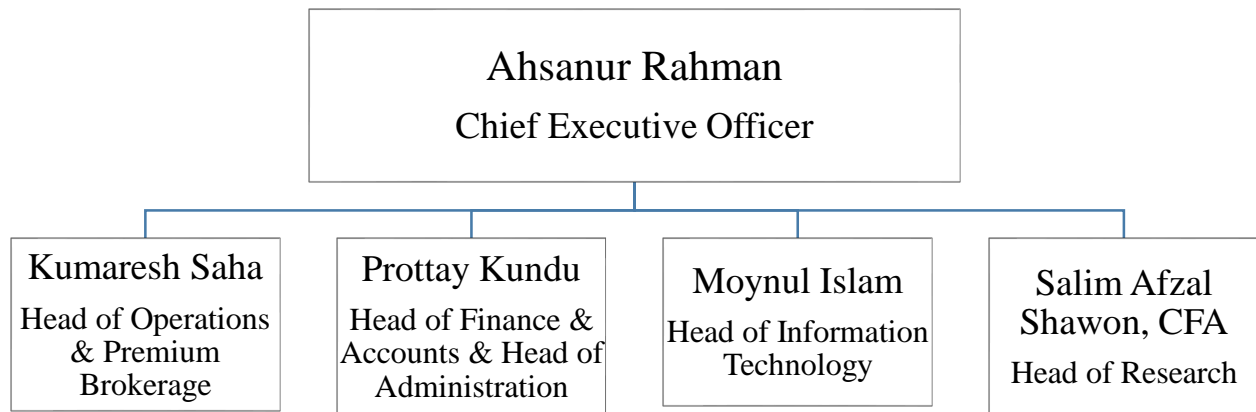 Ahsanur Rahman
Chief Executive Officer
Kumaresh Saha
Head of Operations
& Premium
Brokerage
Prottay Kundu
Head of Finance &
Accounts & Head of
Administration
Moynul Islam
Head of Information
Technology
Salim Afzal
Shawon, CFA
Head of Research